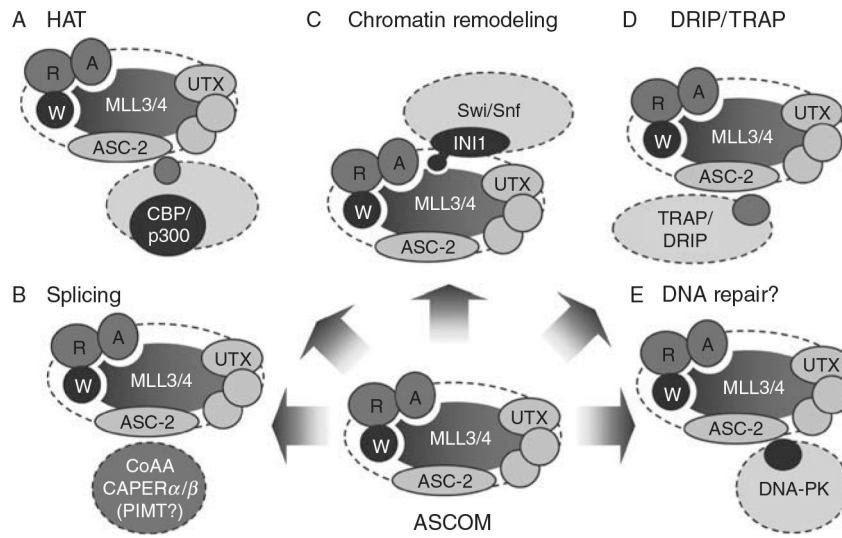 A HAT
R
A
UTX
W
MLL3/4
ASC-2
CBP/
p300
C Chromatin remodeling
Swi/Snf
INI1
R
A
UTX
W
MLL3/4
ASC-2
D DRIP/TRAP
R
A
UTX
W
MLL3/4
ASC-2
TRAP/
DRIP
B Splicing
R
A
UTX
W
MLL3/4
ASC-2
CoAA
CAPERα/β
(PIMT?)
R
A
UTX
W
MLL3/4
ASC-2
ASCOM
E DNA repair?
R
A
UTX
W
MLL3/4
ASC-2
DNA-PK